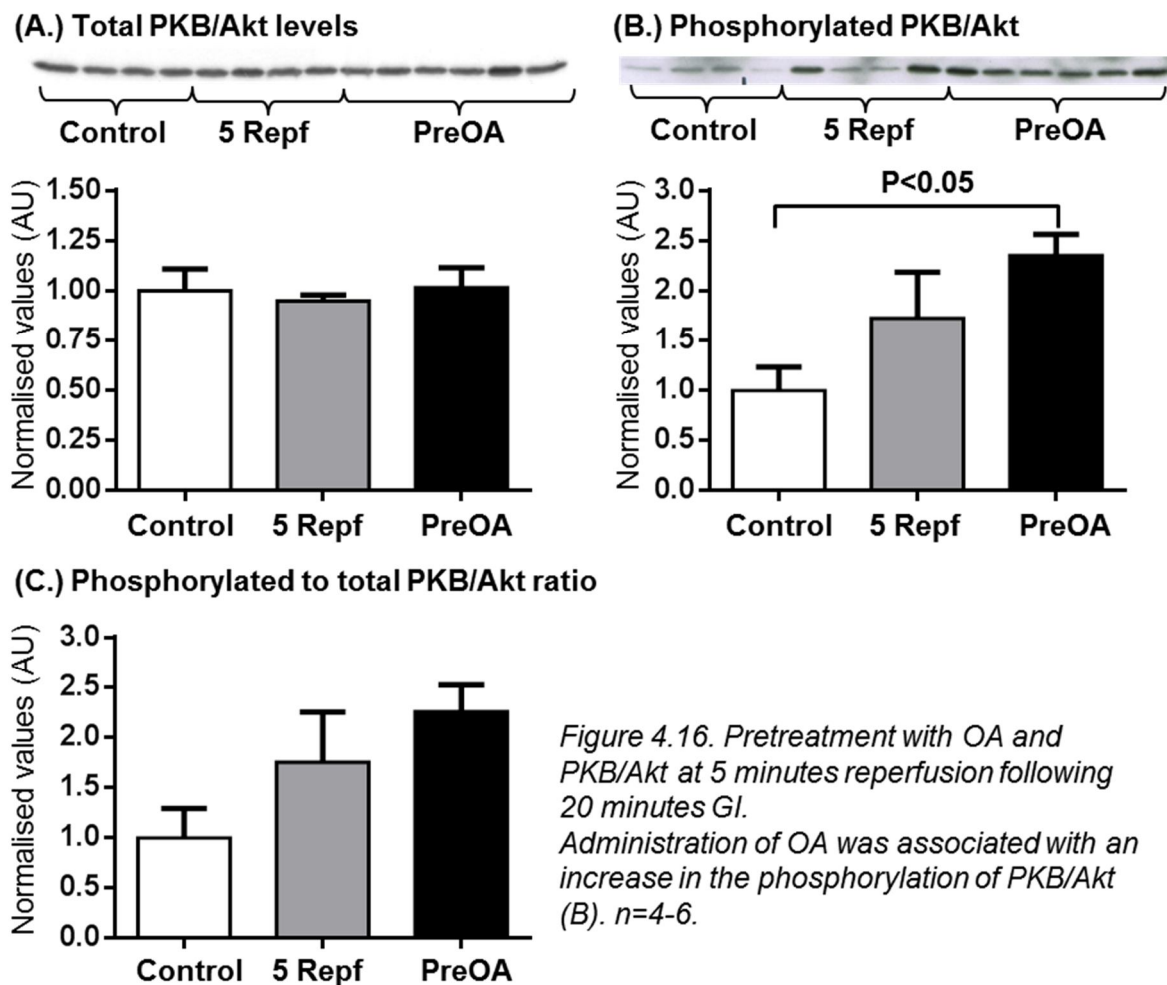 (A.) Total PKB/Akt levels
Control 5 Repf PreOA
Normalised values (AU)
1.50
1.25
1.00
0.75
0.50
0.25
0.00
Control 5 Repf PreOA
(B.) Phosphorylated PKB/Akt
Control 5 Repf PreOA
P<0.05
Normalised values (AU)
3.0
2.5
2.0
1.5
1.0
0.5
0.0
Control 5 Repf PreOA
(C.) Phosphorylated to total PKB/Akt ratio
Normalised values (AU)
3.0
2.5
2.0
1.5
1.0
0.5
0.0
Control 5 Repf PreOA
Figure 4.16. Pretreatment with OA and
PKB/Akt at 5 minutes reperfusion following
20 minutes GI.
Administration of OA was associated with an
increase in the phosphorylation of PKB/Akt
(B). n=4-6.